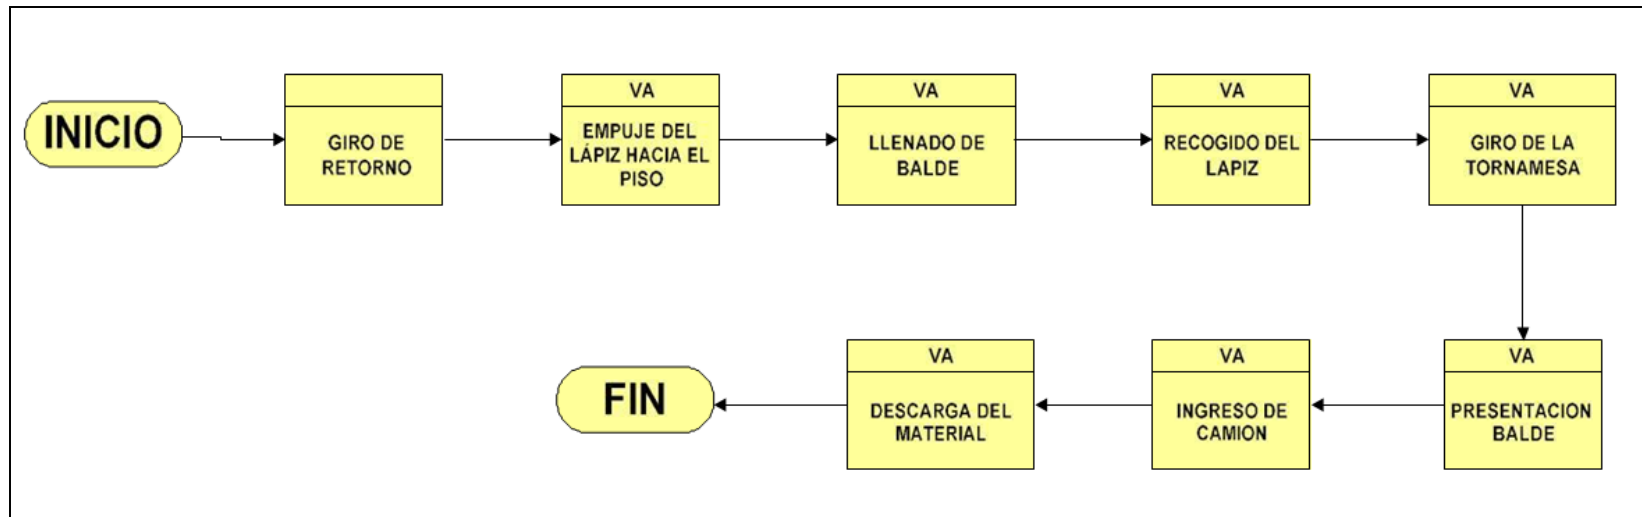 INICIO
GIRO DE
RETORNO
VA
EMPUJE DEL
LÁPIZ HACIA EL
PISO
VA
LLENADO DE
BALDE
VA
RECOGIDO DEL
LAPIZ
VA
GIRO DE LA
TORNAMESA
VA
PRESENTACION
BALDE
VA
INGRESO DE
CAMION
VA
DESCARGA DEL
MATERIAL
FIN